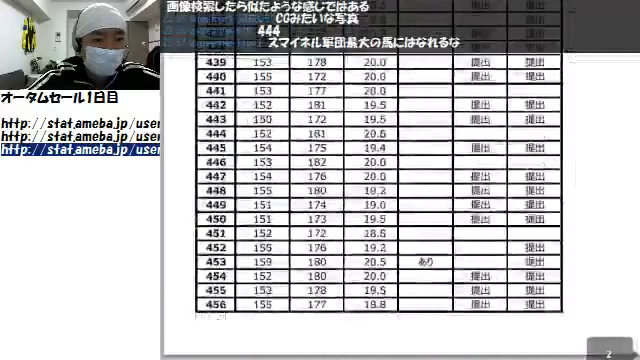 画像検索したら似たような感じではある
CGみたいな写真
444
スマイネル軍団最大の馬にはなれるな
オータムセール1日目
http://stat.ameba.jp/user
http://stat.ameba.jp/user
http://stat.ameba.jp/user
439 153 178 20.0 提出 提出
440 155 172 20.0 提出 提出
441 153 177 20.0
442 152 181 19.5 提出 提出
443 150 172 19.5 提出 提出
444 152 181 20.5
445 154 175 19.4 提出 提出
446 153 182 20.0
447 154 176 20.0 提出 提出
448 155 180 19.2 提出 提出
449 151 174 19.0 提出 提出
450 151 173 19.5 提出 提出
451 152 172 18.8
452 155 176 19.2 提出
453 159 180 20.5 あり 提出
454 152 180 20.0 提出 提出
455 153 178 19.5 提出 提出
456 155 177 18.8 提出 提出
2